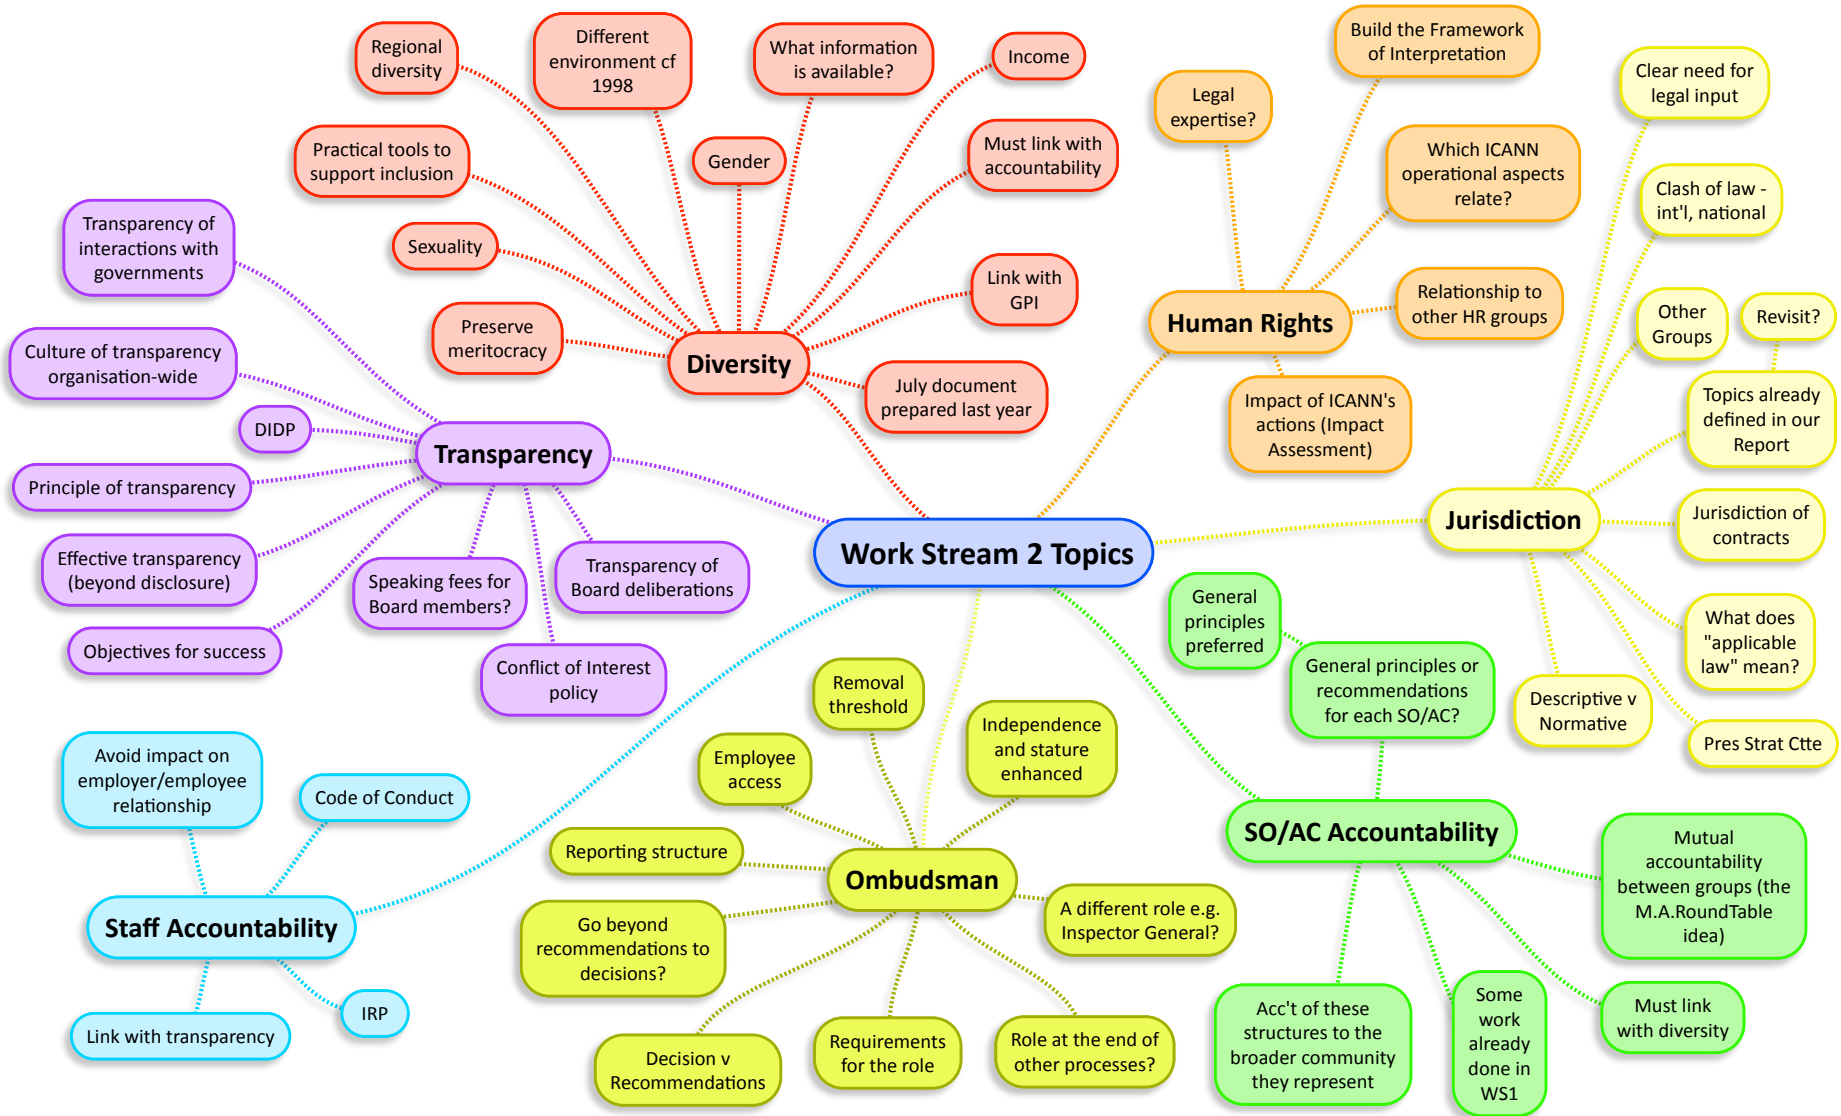 Regional
diversity
Different
environment cf
1998
What information
is available?
Income
Practical tools to
support inclusion
Gender
Must link with
accountability
Sexuality
Link with
GPI
Preserve
meritocracy
Diversity
July document
prepared last year
Build the Framework
of Interpretation
Legal
expertise?
Which ICANN
operational aspects
relate?
Human Rights
Relationship to
other HR groups
Impact of ICANN's
actions (Impact
Assessment)
Clear need for
legal input
Clash of law -
int'l, national
Other
Groups
Revisit?
Topics already
defined in our
Report
Jurisdiction
Jurisdiction of
contracts
What does
"applicable
law" mean?
Descriptive v
Normative
Pres Strat Ctte
Transparency of
interactions with
governments
Culture of transparency
organisation-wide
DIDP
Transparency
Principle of transparency
Effective transparency
(beyond disclosure)
Objectives for success
Speaking fees for
Board members?
Transparency of
Board deliberations
Conflict of Interest
policy
Work Stream 2 Topics
General
principles
preferred
General principles or
recommendations
for each SO/AC?
SO/AC Accountability
Mutual
accountability
between groups (the
M.A.RoundTable
idea)
Acc't of these
structures to the
broader community
they represent
Some
work
already
done in
WS1
Must link
with diversity
Removal
threshold
Independence
and stature
enhanced
Employee
access
Reporting structure
Ombudsman
A different role e.g.
Inspector General?
Go beyond
recommendations to
decisions?
Decision v
Recommendations
Requirements
for the role
Role at the end of
other processes?
Avoid impact on
employer/employee
relationship
Code of Conduct
Staff Accountability
Link with transparency
IRP